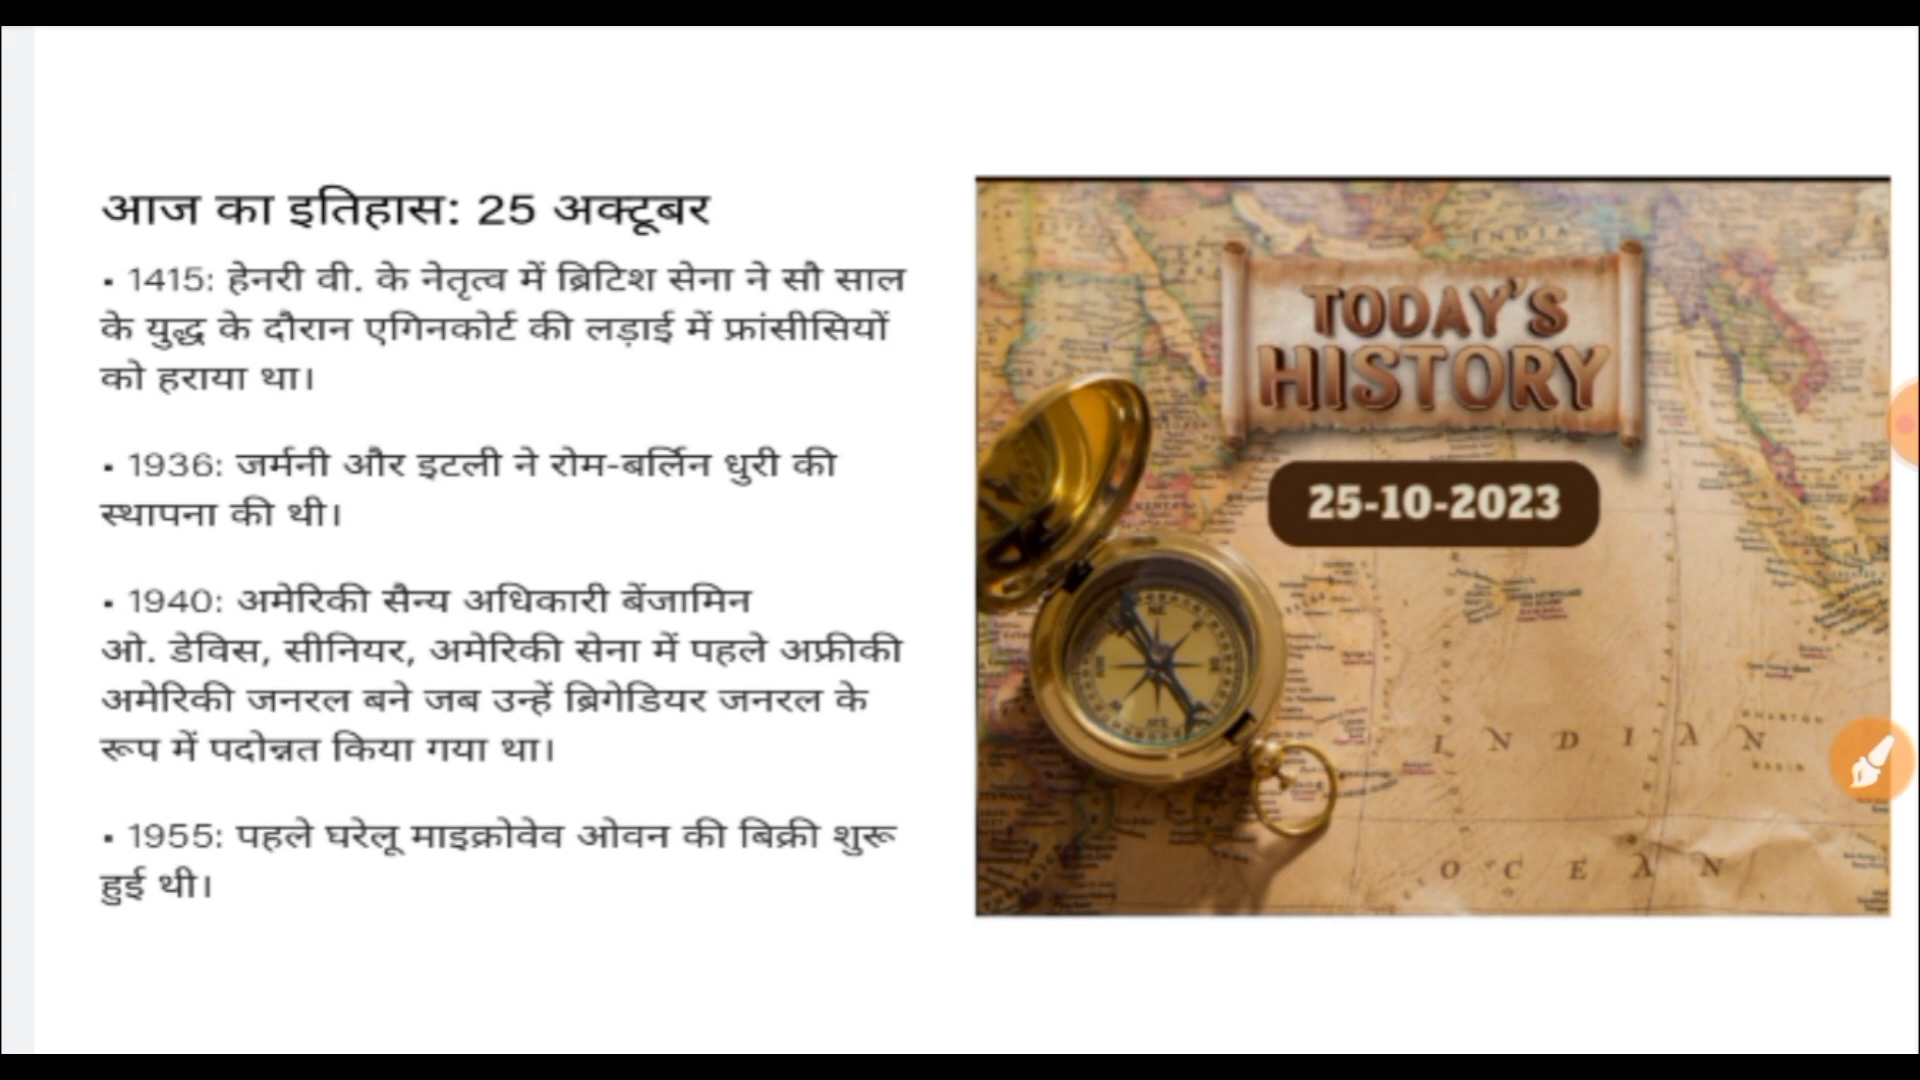 आज का इतिहास: 25 अक्टूबर
▪ 1415: हेनरी वी. के नेतृत्व में ब्रिटिश सेना ने सौ साल
के युद्ध के दौरान एगिनकोर्ट की लड़ाई में फ्रांसीसियों
को हराया था।
▪ 1936: जर्मनी और इटली ने रोम-बर्लिन धुरी की
स्थापना की थी।
▪ 1940: अमेरिकी सैन्य अधिकारी बेंजामिन
ओ. डेविस, सीनियर, अमेरिकी सेना में पहले अफ्रीकी
अमेरिकी जनरल बने जब उन्हें ब्रिगेडियर जनरल के
रूप में पदोन्नत किया गया था।
▪ 1955: पहले घरेलू माइक्रोवेव ओवन की बिक्री शुरू
हुई थी।
INDIA
TODAY'S
HISTORY
25-10-2023
INDIAN
OCEAN